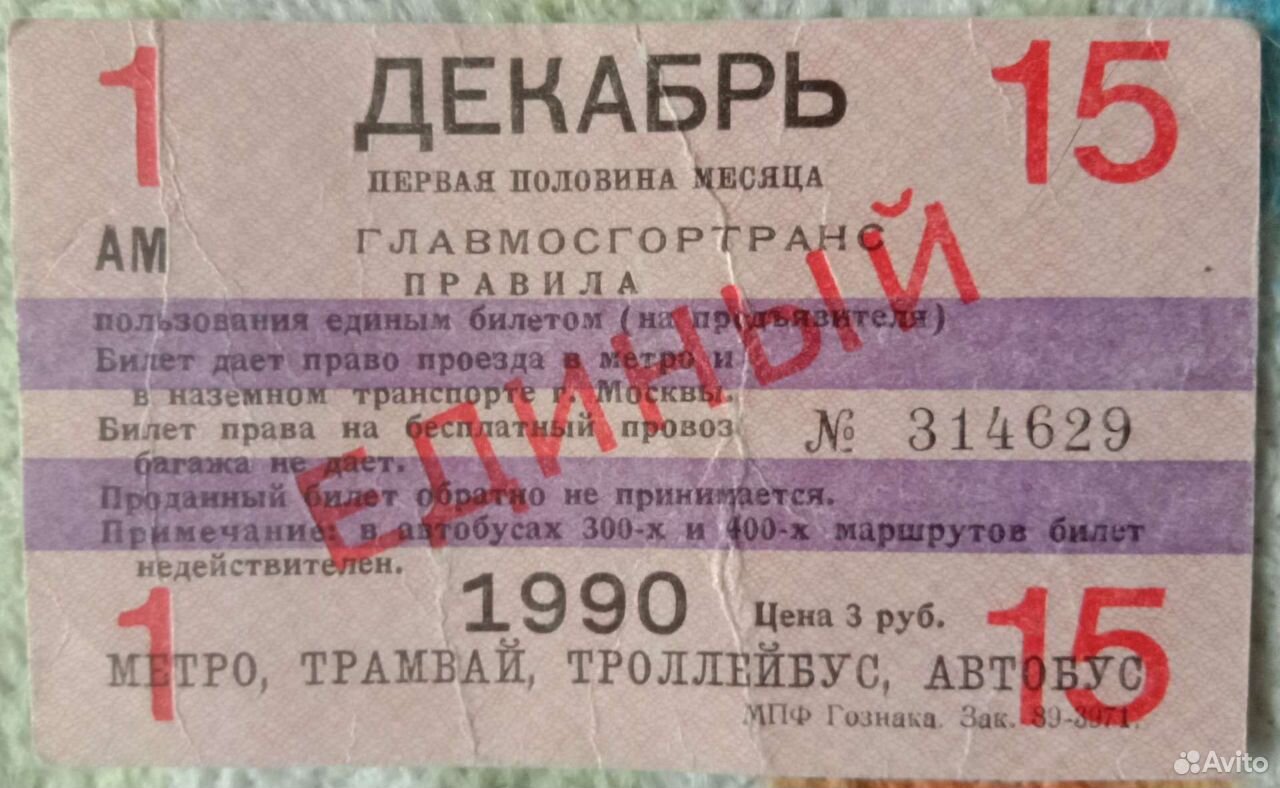 1 ДЕКАБРЬ 15
ПЕРВАЯ ПОЛОВИНА МЕСЯЦА
АМ ГЛАВМОСГОРТРАНС
ПРАВИЛА
пользования единым билетом (на предъявителя)
Билет дает право проезда в метро и
в наземном транспорте г. Москвы.
Билет права на бесплатный провоз
багажа не дает.
№ 314629
Проданный билет обратно не принимается.
Примечание: в автобусах 300-х и 400-х маршрутов билет
недействителен.
ЕДИНЫЙ
1 1990 Цена 3 руб. 15
МЕТРО, ТРАМВАЙ, ТРОЛЛЕЙБУС, АВТОБУС
МПФ Гознака. Зак. 89-3971.
Avito